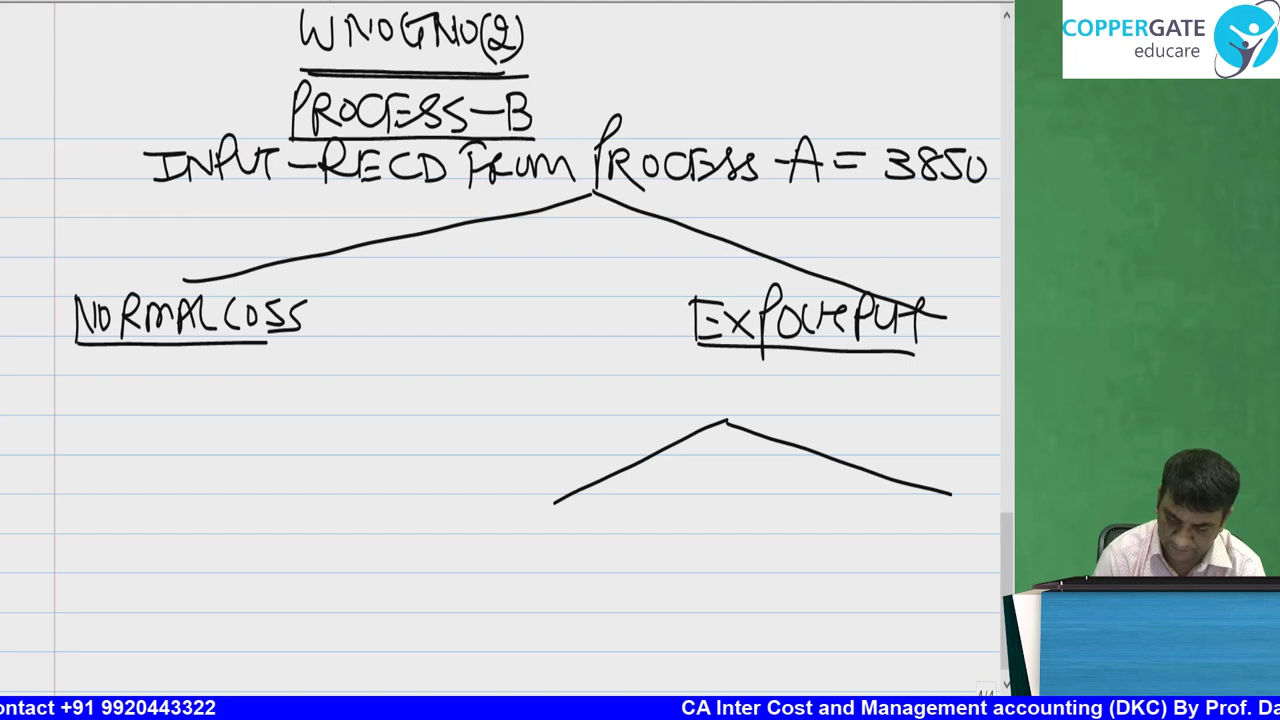 WNOGNO(2)
PROCESS-B
INPUT-RECD FROM PROCESS-A = 3850
NORMAL LOSS
EXP OUTPUT
COPPERGATE
educare
ontact +91 9920443322
CA Inter Cost and Management accounting (DKC) By Prof. Da